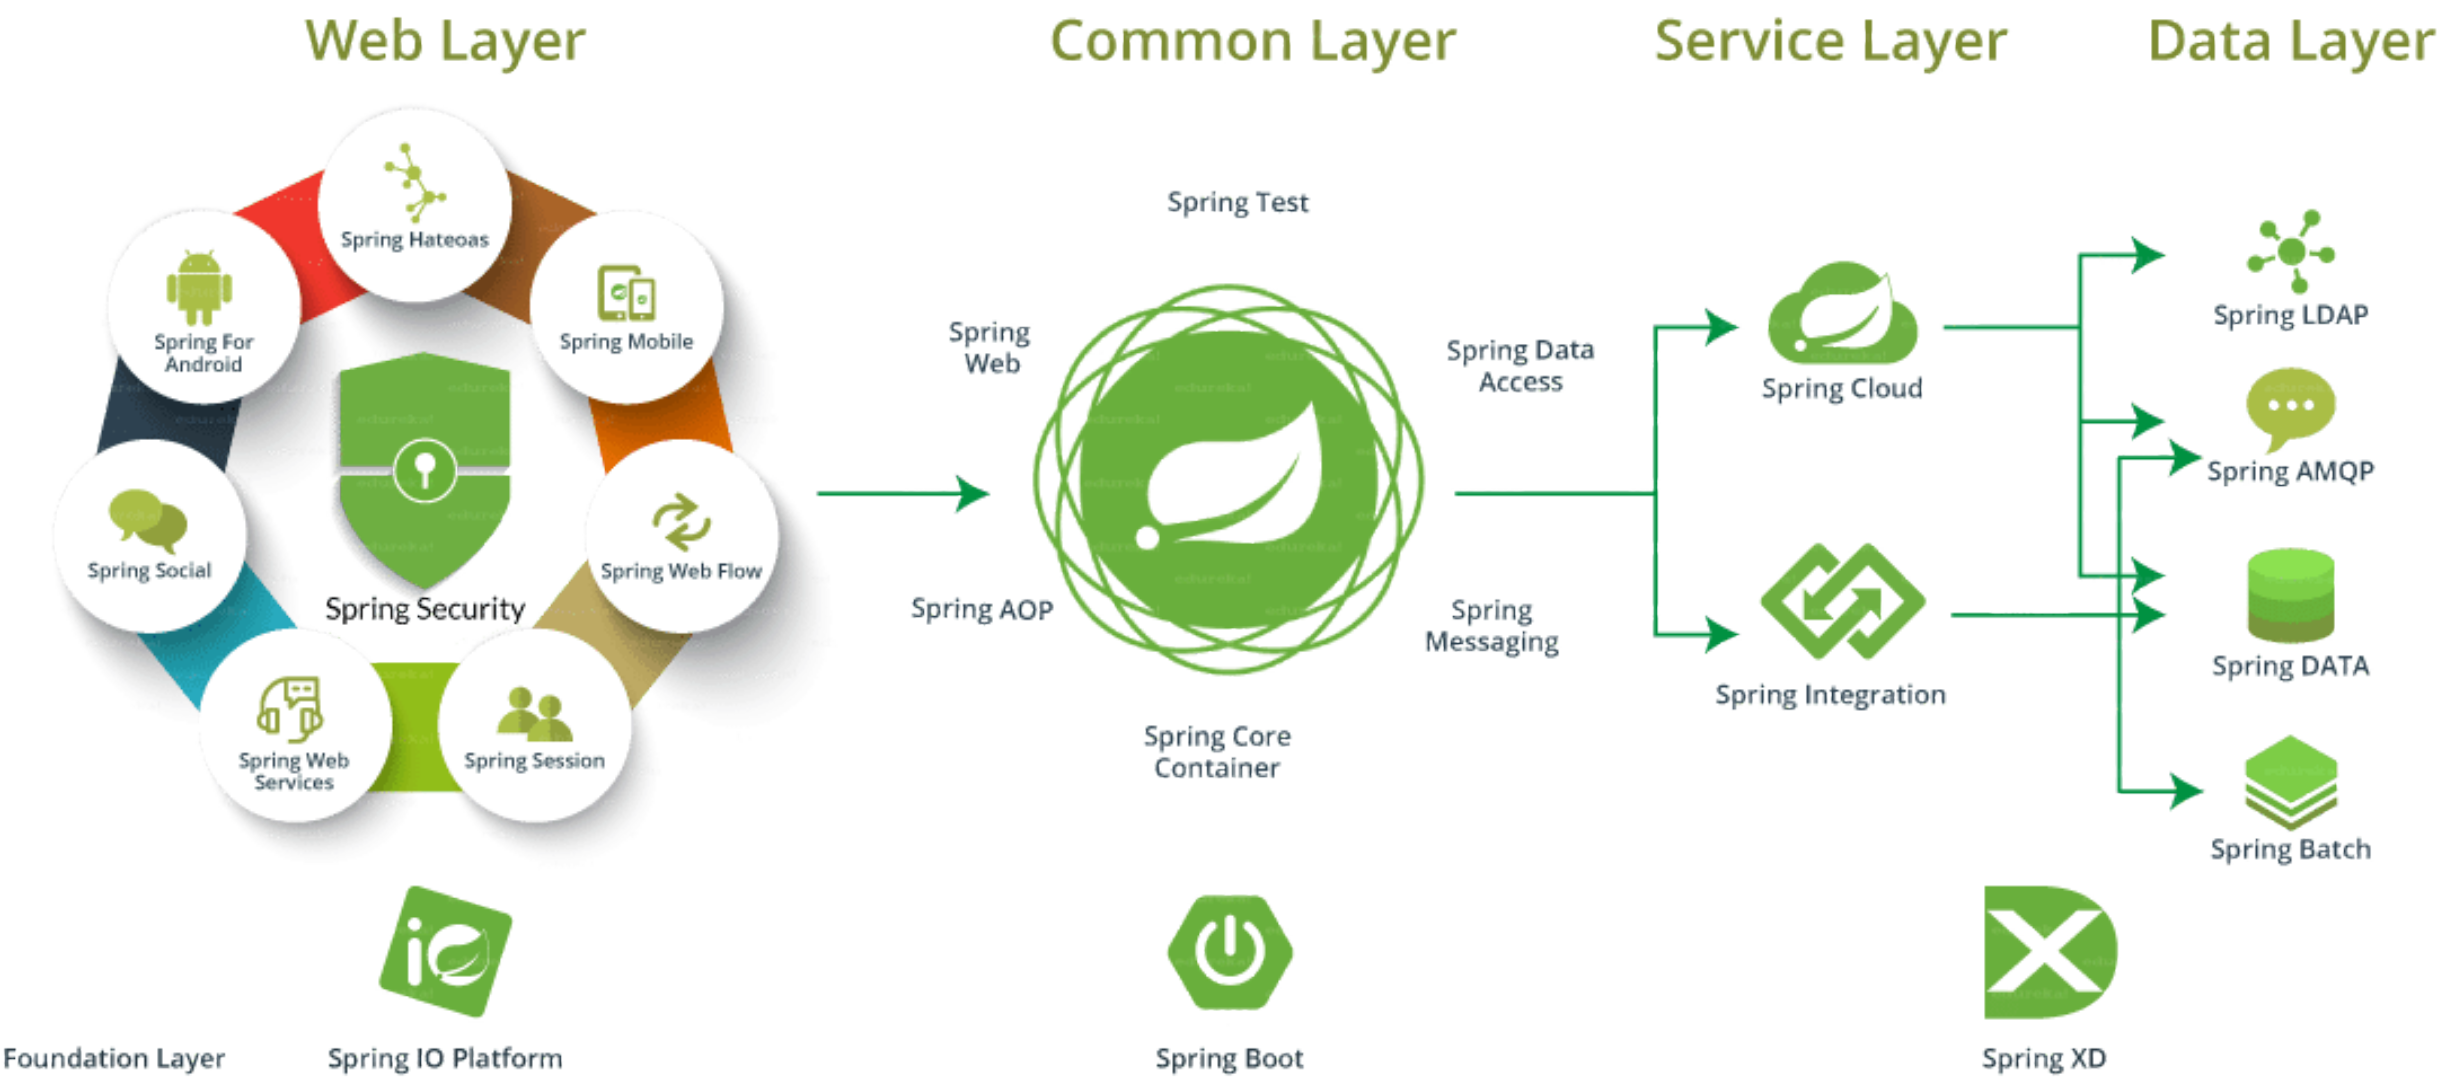 Web Layer
Common Layer
Service Layer
Data Layer
Spring Hateoas
Spring For
Android
Spring Mobile
Spring Social
Spring Web Flow
Spring Security
Spring Web
Services
Spring Session
Spring Test
Spring
Web
Spring Data
Access
Spring AOP
Spring
Messaging
Spring Core
Container
Spring Cloud
Spring Integration
Spring LDAP
Spring AMQP
Spring DATA
Spring Batch
Foundation Layer
Spring IO Platform
Spring Boot
Spring XD
edureka!